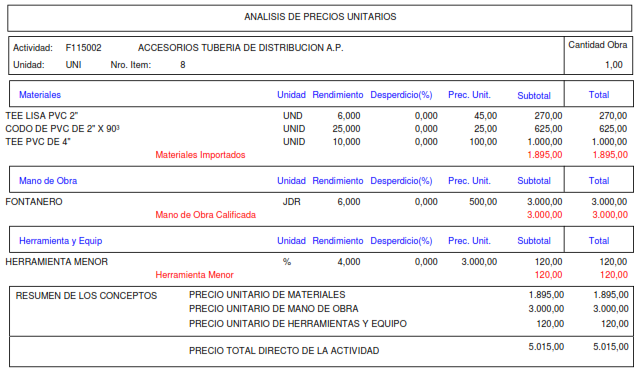 ANALISIS DE PRECIOS UNITARIOS
Actividad: F115002 ACCESORIOS TUBERIA DE DISTRIBUCION A.P. Cantidad Obra
Unidad: UNI Nro. Item: 8 1,00
Materiales Unidad Rendimiento Desperdicio(%) Prec. Unit. Subtotal Total
TEE LISA PVC 2" UND 6,000 0,000 45,00 270,00 270,00
CODO DE PVC DE 2" X 90³ UNID 25,000 0,000 25,00 625,00 625,00
TEE PVC DE 4" UNID 10,000 0,000 100,00 1.000,00 1.000,00
Materiales Importados 1.895,00 1.895,00
Mano de Obra Unidad Rendimiento Desperdicio(%) Prec. Unit. Subtotal Total
FONTANERO JDR 6,000 0,000 500,00 3.000,00 3.000,00
Mano de Obra Calificada 3.000,00 3.000,00
Herramienta y Equip Unidad Rendimiento Desperdicio(%) Prec. Unit. Subtotal Total
HERRAMIENTA MENOR % 4,000 0,000 3.000,00 120,00 120,00
Herramienta Menor 120,00 120,00
RESUMEN DE LOS CONCEPTOS PRECIO UNITARIO DE MATERIALES 1.895,00 1.895,00
PRECIO UNITARIO DE MANO DE OBRA 3.000,00 3.000,00
PRECIO UNITARIO DE HERRAMIENTAS Y EQUIPO 120,00 120,00
PRECIO TOTAL DIRECTO DE LA ACTIVIDAD 5.015,00 5.015,00